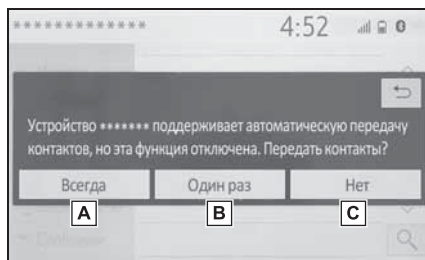 ************* 4:52
Устройство ******* поддерживает автоматическую передачу
контактов, но эта функция отключена. Передать контакты?
Всегда Один раз Нет
A B C